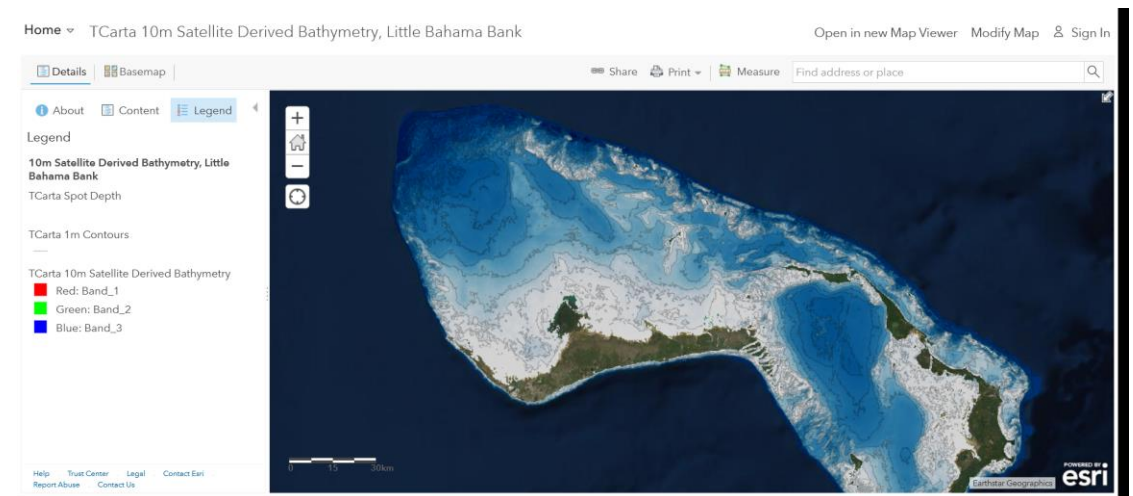 Home TCarta 10m Satellite Derived Bathymetry, Little Bahama Bank
Open in new Map Viewer Modify Map Sign In
Details Basemap
Share Print Measure Find address or place
About Content Legend
Legend
10m Satellite Derived Bathymetry, Little
Bahama Bank
TCarta Spot Depth
TCarta 1m Contours
TCarta 10m Satellite Derived Bathymetry
Red: Band_1
Green: Band_2
Blue: Band_3
+
−
0 15 30km
Help Trust Center Legal Contact Esri
Report Abuse Contact Us
Earthstar Geographics
POWERED BY
esri